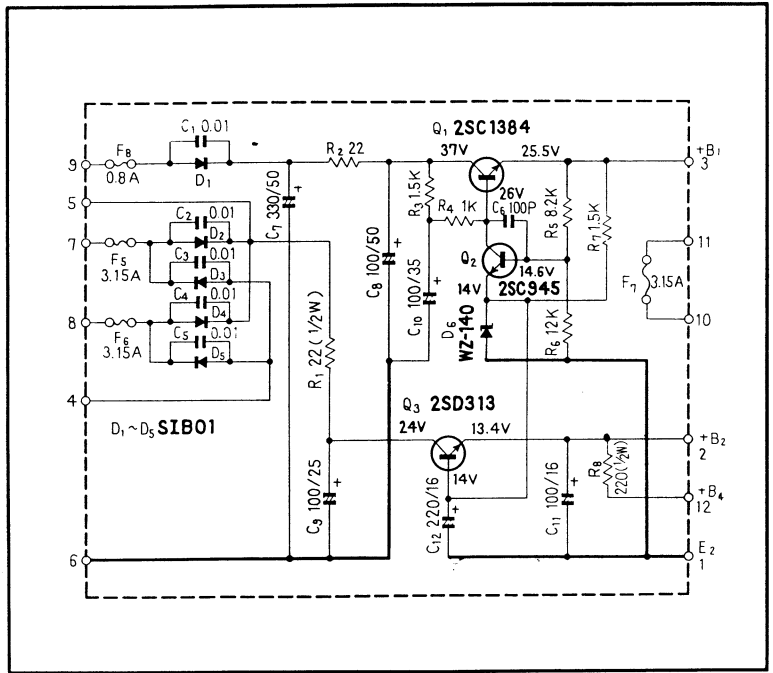 C1 0.01
F8
9
0.8A
D1
R2 22
Q1 2SC1384
37V
25.5V
+B1
3
5
C2 0.01
D2
7
F5
3.15A
C3 0.01
D3
C4 0.01
D4
8
F6
3.15A
C5 0.01
D5
4
D1~D5 SIB01
C7 330/50
+
C8 100/50
+
R3 1.5K
R4 1K
26V
C6 100P
R5 8.2K
R7 1.5K
Q2
14.6V
2SC945
14V
C10 100/35
+
D6
WZ-140
R6 12K
11
F7 3.15A
10
R1 22(1/2W)
Q3 2SD313
24V
13.4V
14V
+B2
2
R8
220(1/2W)
+B4
12
C9 100/25
+
C12 220/16
+
C11 100/16
+
6
E2
1